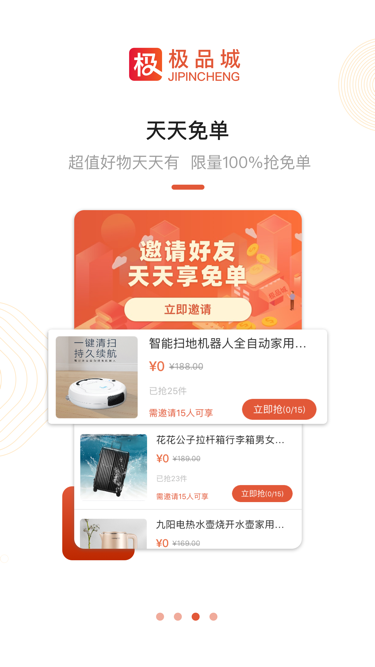 极
极品城
JIPINCHENG
天天免单
超值好物天天有 限量100%抢免单
邀请好友
天天享免单
立即邀请
一键清扫
持久续航
智能扫地机器人全自动家用...
¥0 ¥188.00
已抢25件
需邀请15人可享
立即抢(0/15)
花花公子拉杆箱行李箱男女...
¥0 ¥189.00
已抢23件
需邀请15人可享
立即抢(0/15)
九阳电热水壶烧开水壶家用...
¥0 ¥169.00